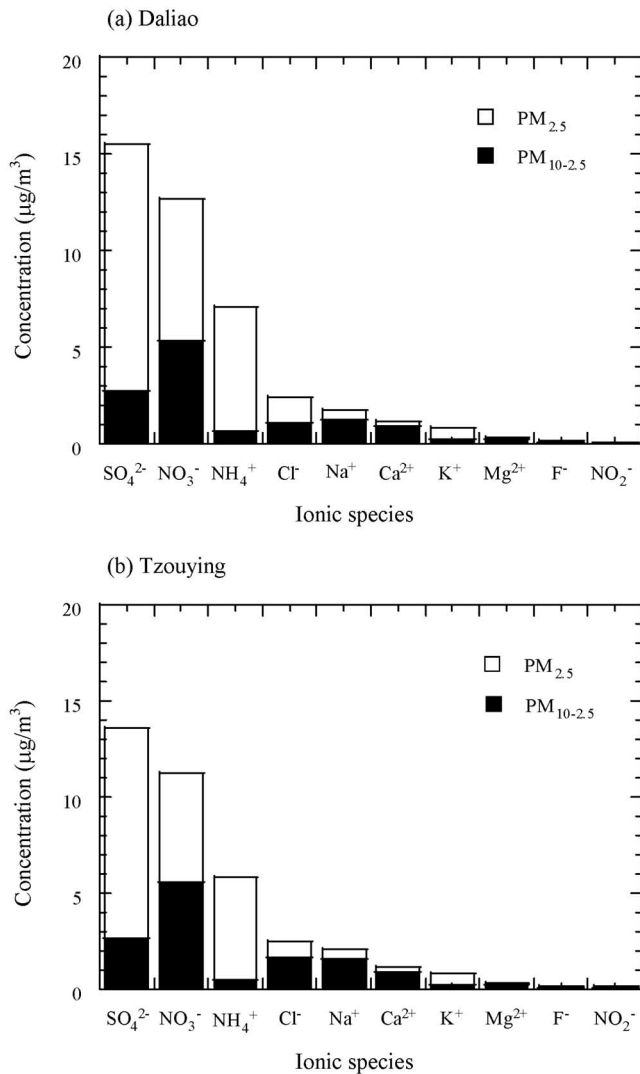 (a) Daliao
20
15
10
5
0
Concentration (μg/m³)
PM₂.₅
PM₁₀₋₂.₅
SO₄²⁻ NO₃⁻ NH₄⁺ Cl⁻ Na⁺ Ca²⁺ K⁺ Mg²⁺ F⁻ NO₂⁻
Ionic species
(b) Tzouying
20
15
10
5
0
Concentration (μg/m³)
PM₂.₅
PM₁₀₋₂.₅
SO₄²⁻ NO₃⁻ NH₄⁺ Cl⁻ Na⁺ Ca²⁺ K⁺ Mg²⁺ F⁻ NO₂⁻
Ionic species